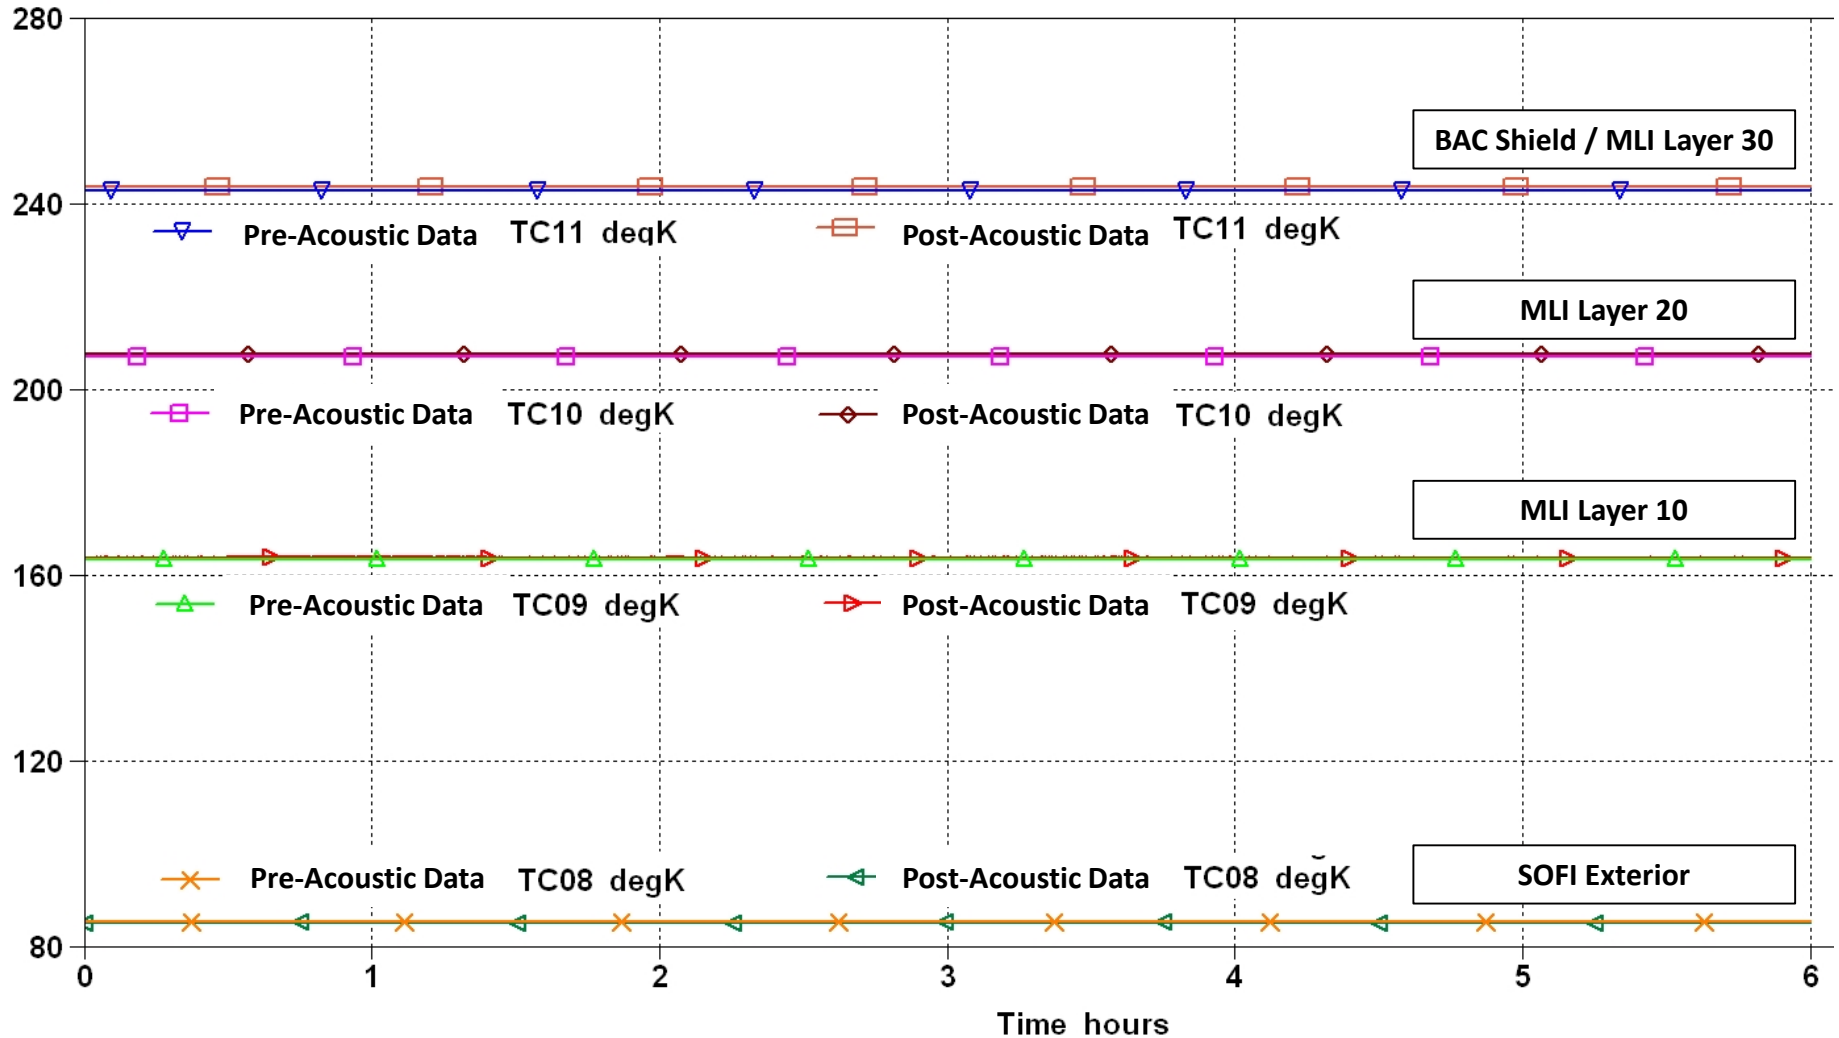 280
BAC Shield / MLI Layer 30
240
Pre-Acoustic Data TC11 degK Post-Acoustic Data TC11 degK
MLI Layer 20
200
Pre-Acoustic Data TC10 degK Post-Acoustic Data TC10 degK
MLI Layer 10
160
Pre-Acoustic Data TC09 degK Post-Acoustic Data TC09 degK
120
Pre-Acoustic Data TC08 degK Post-Acoustic Data TC08 degK
SOFI Exterior
80
0 1 2 3 4 5 6
Time hours